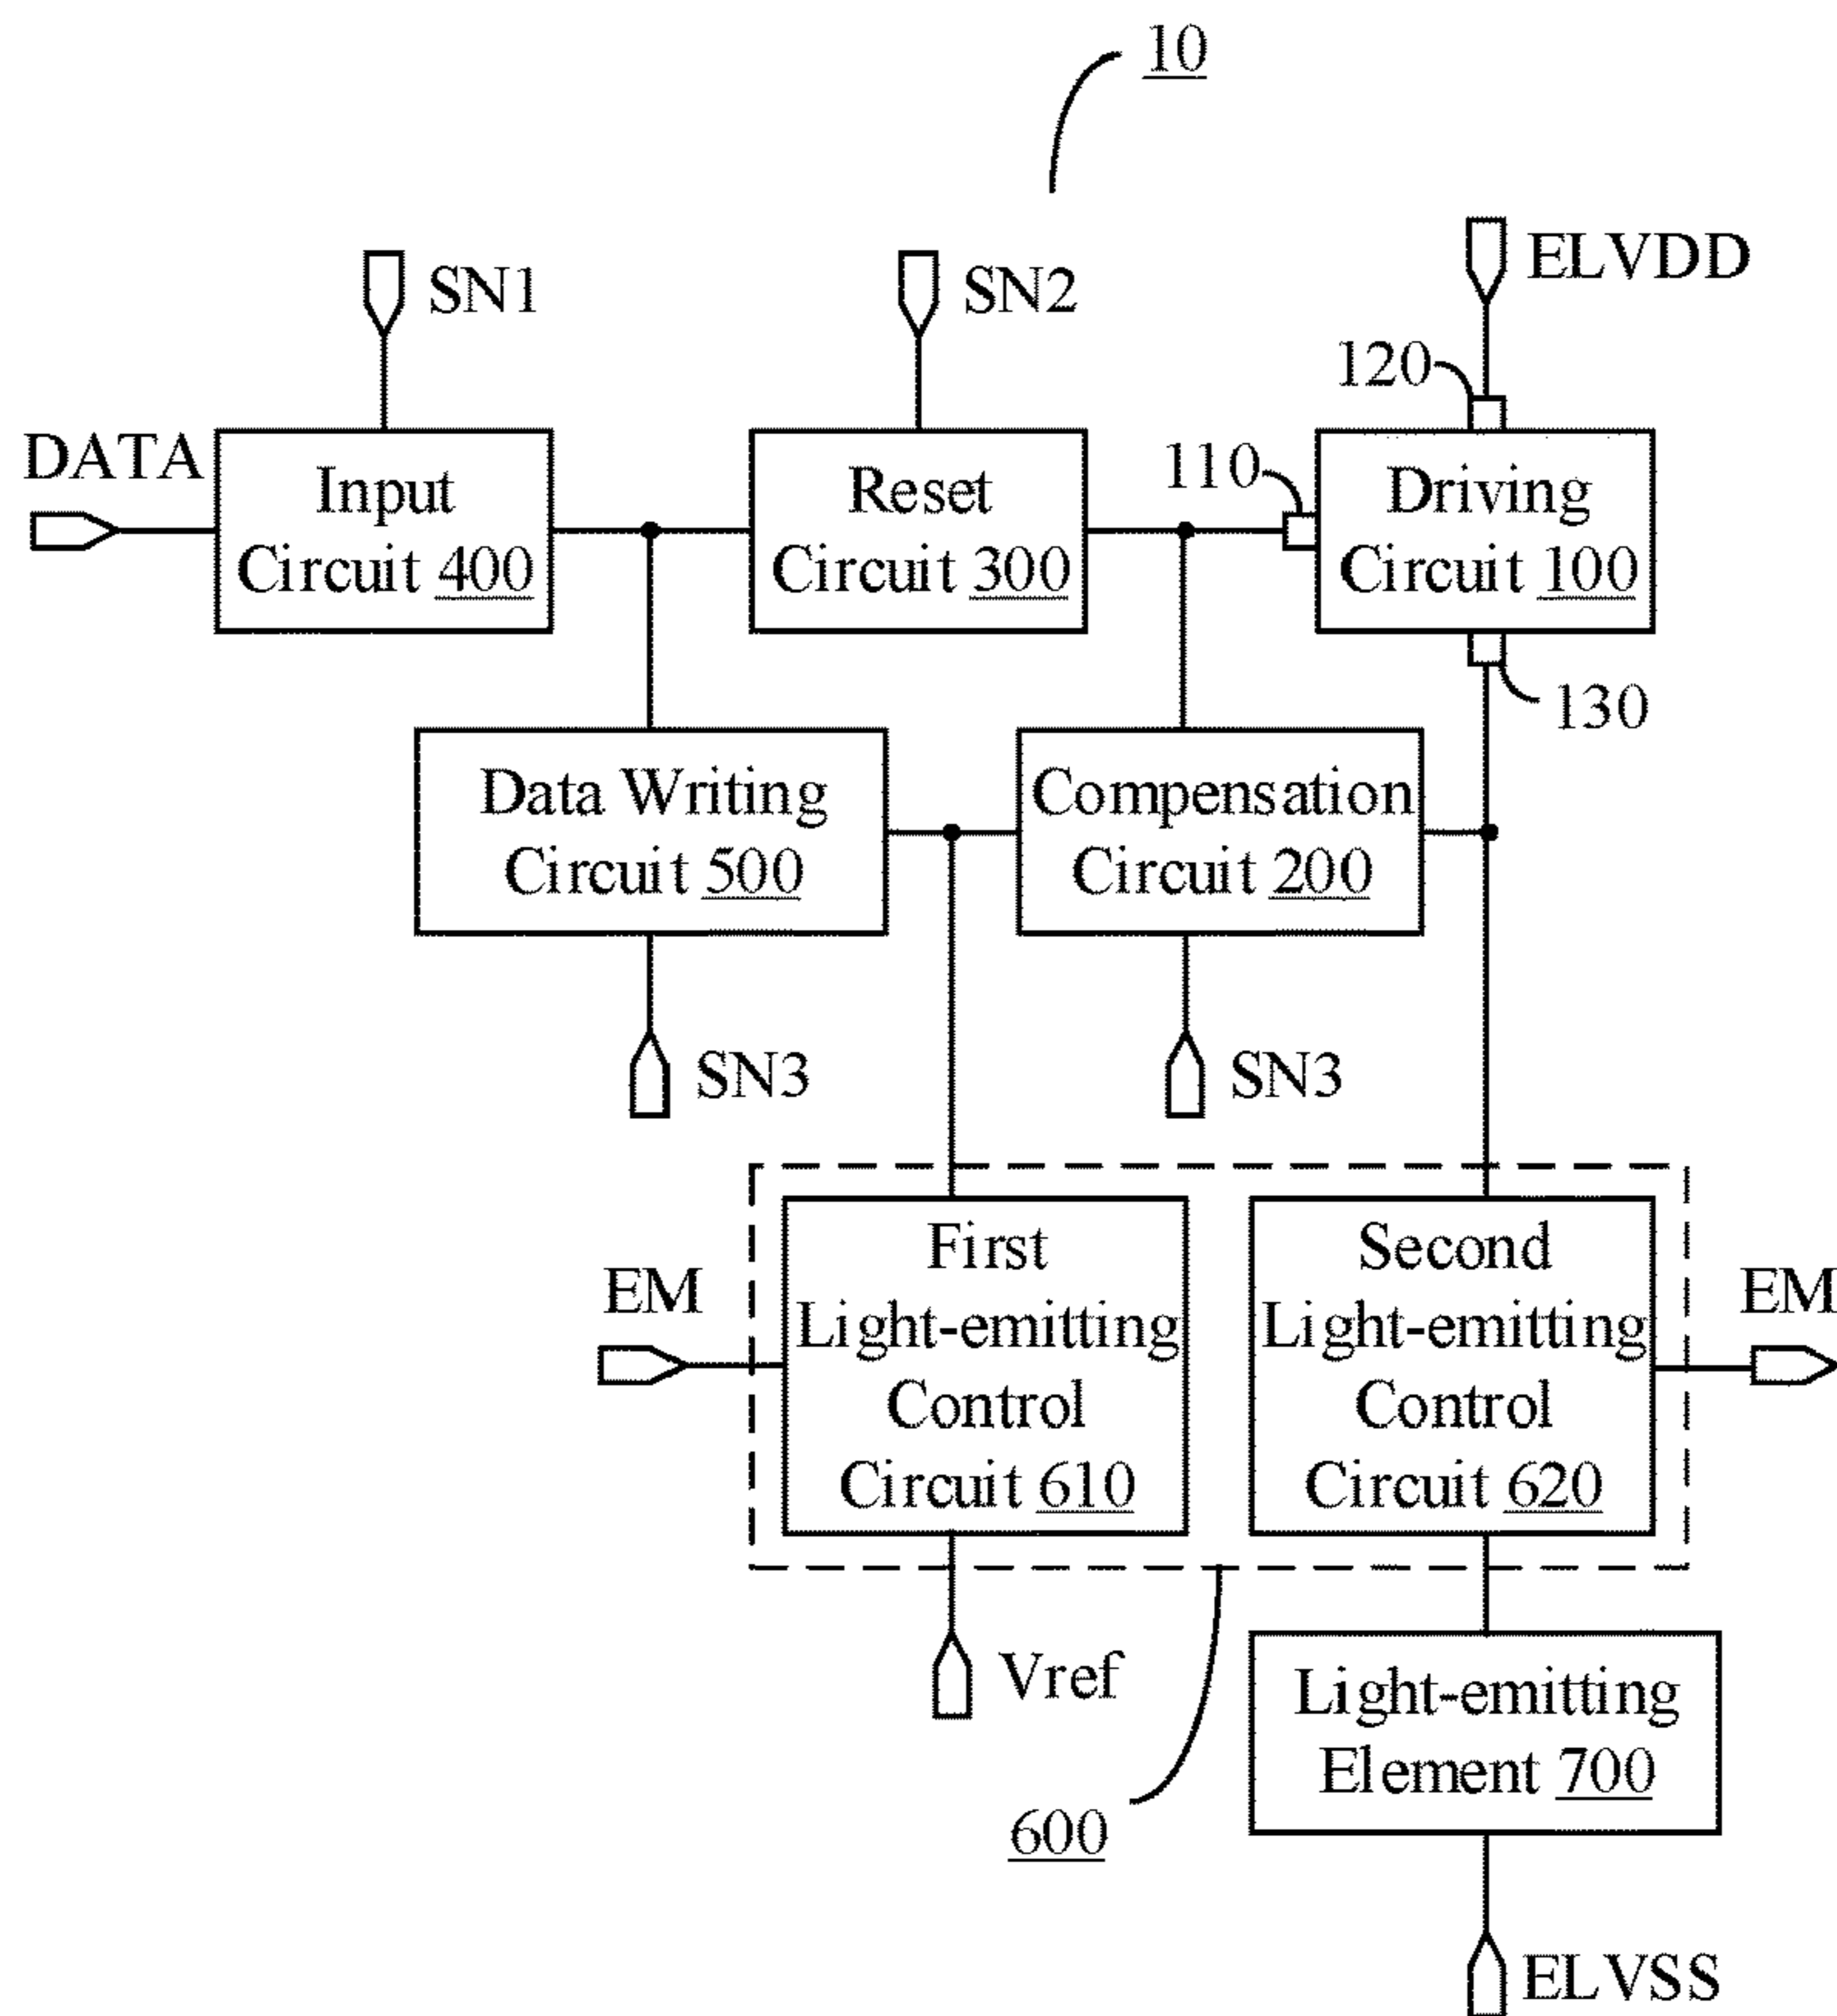 10
SN1
SN2
ELVDD
120
DATA
110
Input
Circuit 400
Reset
Circuit 300
Driving
Circuit 100
130
Data Writing
Circuit 500
Compensation
Circuit 200
SN3
SN3
EM
First
Light-emitting
Control
Circuit 610
Second
Light-emitting
Control
Circuit 620
EM
Vref
Light-emitting
Element 700
600
ELVSS